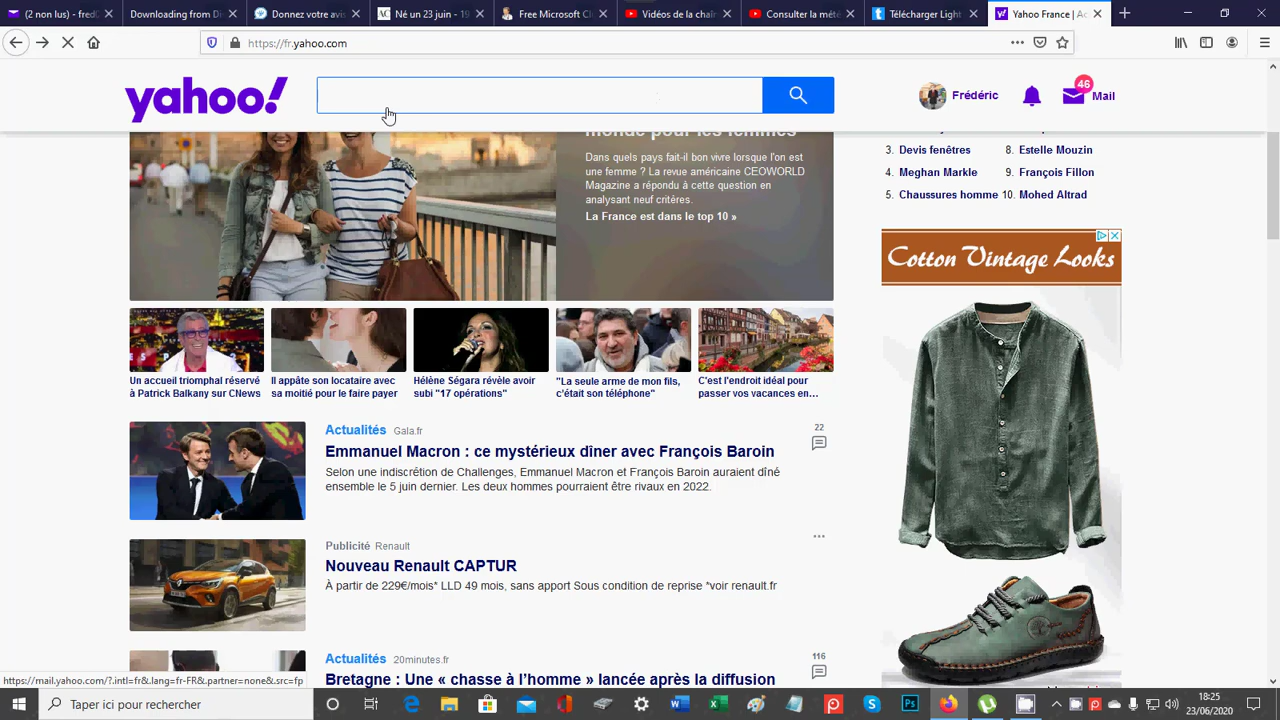 (2 non lus) -
Downloading from D
Donnez votre avis
Né un 23 juin - 19
Free Microsoft Cl
Vidéos de la chaî
Consulter la mété
Télécharger Light
Yahoo France | Ac
https://fr.yahoo.com
yahoo!
Frédéric
46
Mail
monde pour les femmes
Dans quels pays fait-il bon vivre lorsque l'on est
une femme ? La revue américaine CEOWORLD
Magazine a répondu à cette question en
analysant neuf critères.
La France est dans le top 10 »
3. Devis fenêtres
8. Estelle Mouzin
4. Meghan Markle
9. François Fillon
5. Chaussures homme
10. Mohed Altrad
Cotton Vintage Looks
Un accueil triomphal réservé
à Patrick Balkany sur CNews
Il appâte son locataire avec
sa moitié pour le faire payer
Hélène Ségara révèle avoir
subi "17 opérations"
"La seule arme de mon fils,
c'était son téléphone"
C'est l'endroit idéal pour
passer vos vacances en...
Actualités Gala.fr
22
Emmanuel Macron : ce mystérieux dîner avec François Baroin
Selon une indiscrétion de Challenges, Emmanuel Macron et François Baroin auraient dîné
ensemble le 5 juin dernier. Les deux hommes pourraient être rivaux en 2022.
Publicité Renault
Nouveau Renault CAPTUR
À partir de 229€/mois* LLD 49 mois, sans apport Sous condition de reprise *voir renault.fr
Actualités 20minutes.fr
116
Bretagne : Une « chasse à l'homme » lancée après la diffusion
https://mail.yahoo.com/?.intl=fr&.lang=fr-FR&.partner=none&.src=fp
Taper ici pour rechercher
18:25
23/06/2020